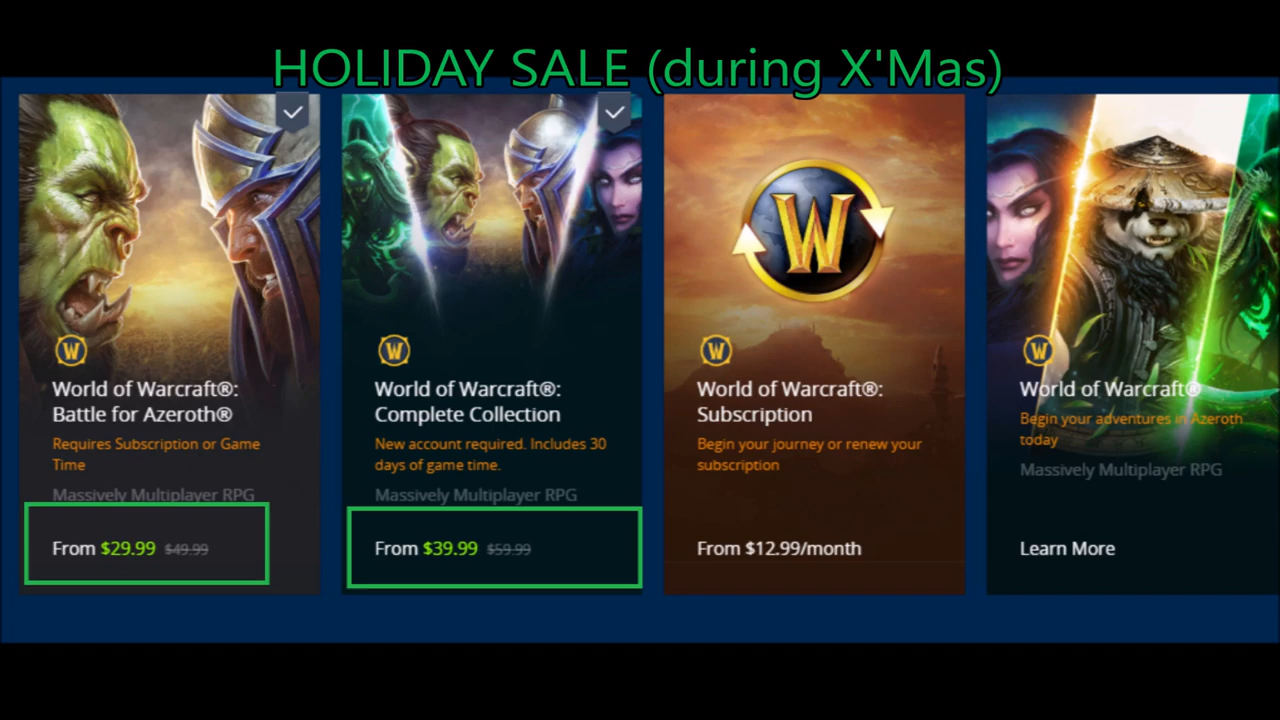 HOLIDAY SALE (during X'Mas)
World of Warcraft®:
Battle for Azeroth®
Requires Subscription or Game
Time
Massively Multiplayer RPG
From $29.99 $49.99
World of Warcraft®:
Complete Collection
New account required. Includes 30
days of game time.
Massively Multiplayer RPG
From $39.99 $59.99
W
World of Warcraft®:
Subscription
Begin your journey or renew your
subscription
From $12.99/month
World of Warcraft®
Begin your adventures in Azeroth
today
Massively Multiplayer RPG
Learn More